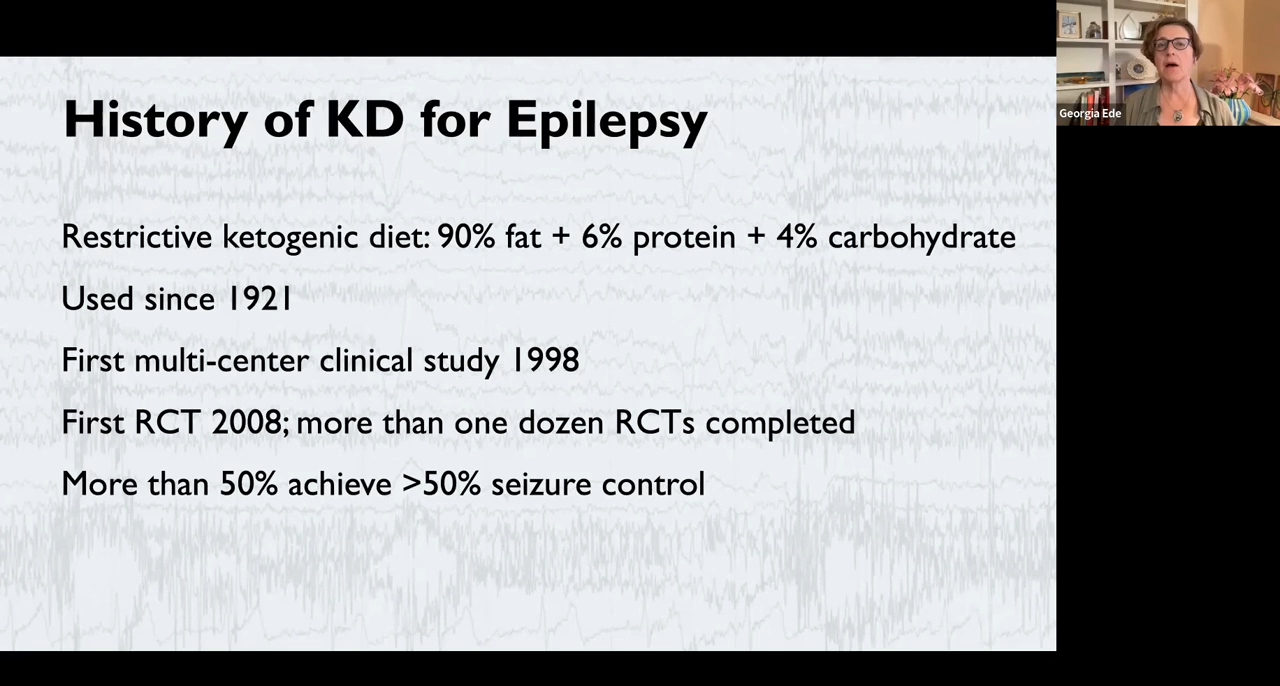 History of KD for Epilepsy
Restrictive ketogenic diet: 90% fat + 6% protein + 4% carbohydrate
Used since 1921
First multi-center clinical study 1998
First RCT 2008; more than one dozen RCTs completed
More than 50% achieve >50% seizure control
Georgia Ede